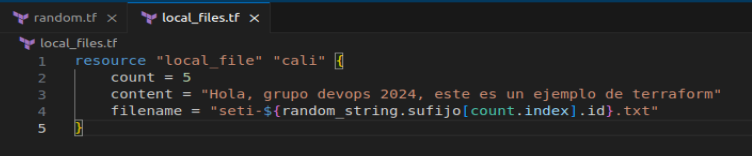 random.tf × local_files.tf ×
local_files.tf
1 resource "local_file" "cali" {
2 count = 5
3 content = "Hola, grupo devops 2024, este es un ejemplo de terraform"
4 filename = "seti-${random_string.sufijo[count.index].id}.txt"
5 }